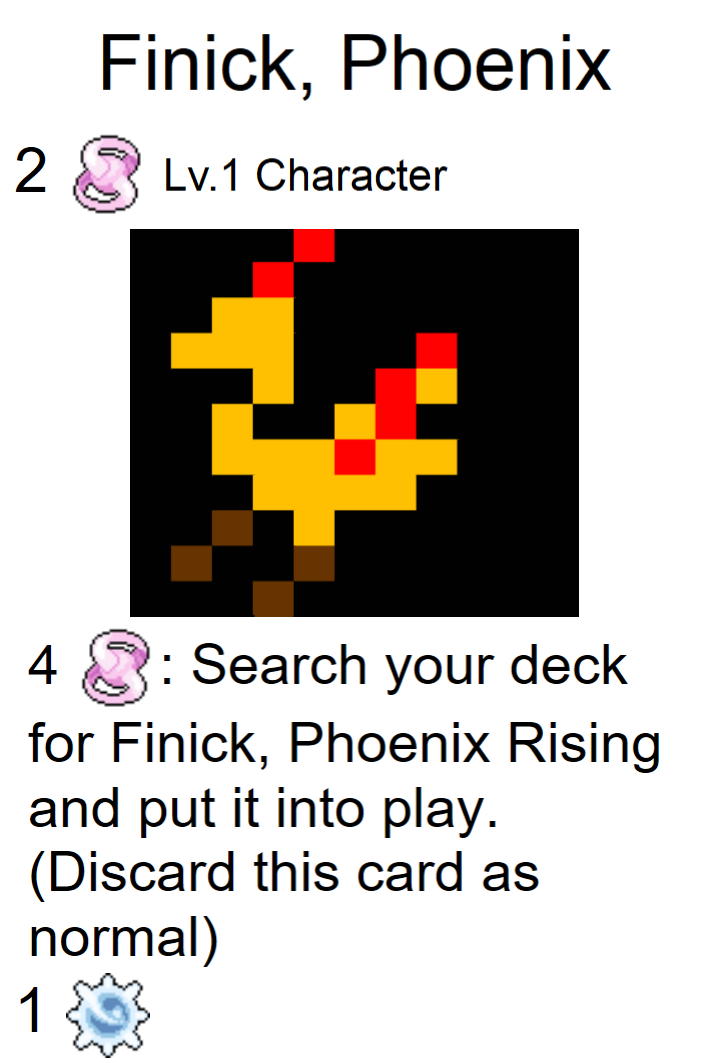 Finick, Phoenix
2 Lv.1 Character
4 : Search your deck
for Finick, Phoenix Rising
and put it into play.
(Discard this card as
normal)
1